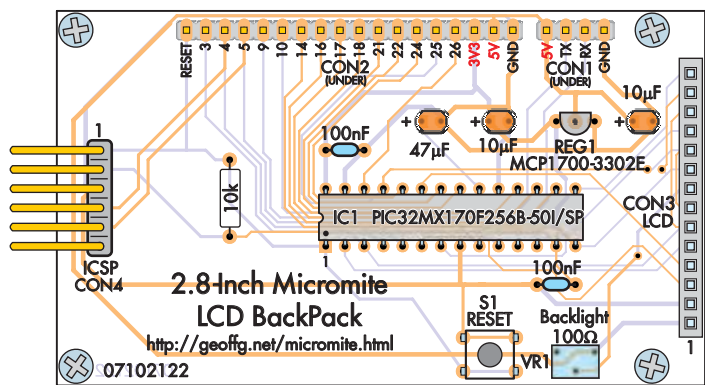 RESET 3 4 5 9 10 14 16 17 18 21 22 24 25 26 3V3 5V GND
5V TX RX GND
CON2
(UNDER)
CON1
(UNDER)
10µF
1
100nF
47µF
10µF
REG1
MCP1700-3302E
10k
IC1 PIC32MX170F256B-50I/SP
CON3
LCD
1
ICSP
CON4
100nF
2.8-Inch Micromite
LCD BackPack
http://geoffg.net/micromite.html
S1
RESET
Backlight
100Ω
VR1
1
07102122